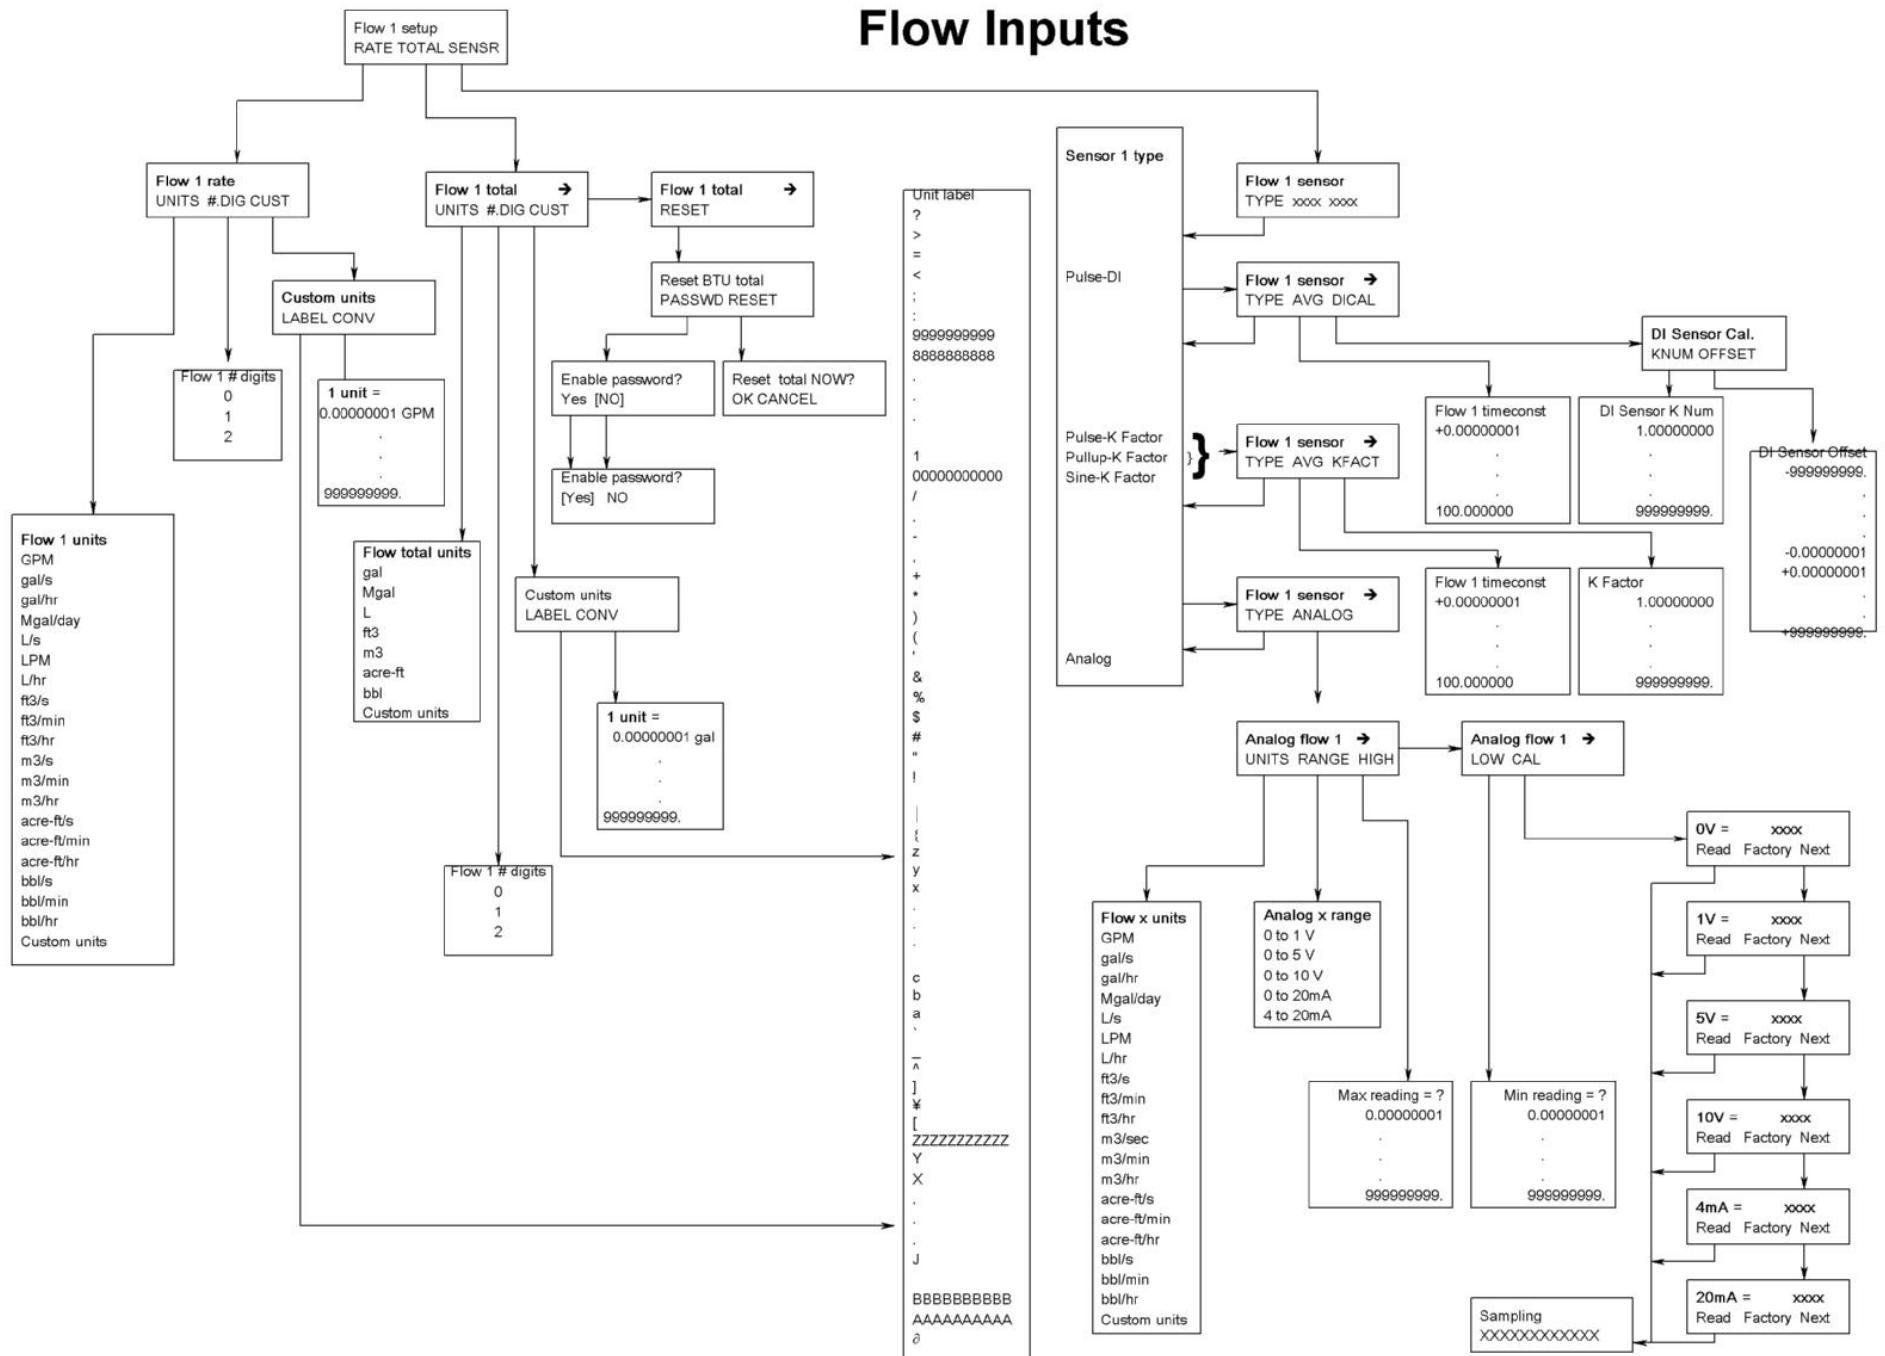 Flow Inputs
Flow 1 setup
RATE TOTAL SENSR
Flow 1 rate
UNITS #.DIG CUST
Custom units
LABEL CONV
Flow 1 # digits
0
1
2
1 unit =
0.00000001 GPM
.
.
.
999999999.
Flow 1 units
GPM
gal/s
gal/hr
Mgal/day
L/s
LPM
L/hr
ft3/s
ft3/min
ft3/hr
m3/s
m3/min
m3/hr
acre-ft/s
acre-ft/min
acre-ft/hr
bbl/s
bbl/min
bbl/hr
Custom units
Flow 1 total ➔
UNITS #.DIG CUST
Flow 1 total ➔
RESET
Reset BTU total
PASSWD RESET
Enable password?
Yes [NO]
Reset total NOW?
OK CANCEL
Enable password?
[Yes] NO
Flow total units
gal
Mgal
L
ft3
m3
acre-ft
bbl
Custom units
Custom units
LABEL CONV
1 unit =
0.00000001 gal
.
.
.
999999999.
Flow 1 # digits
0
1
2
Unit label
?
>
=
<
;
:
9999999999
8888888888
.
.
.
1
00000000000
/
.
-
,
+
*
)
(
'
&
%
$
#
"
!
|
{
z
y
x
.
.
.
c
b
a
`
_
^
]
¥
[
ZZZZZZZZZZZ
Y
X
.
.
.
J
BBBBBBBBBB
AAAAAAAAAA
∂
Sensor 1 type
Pulse-DI
Pulse-K Factor
Pullup-K Factor }
Sine-K Factor
}
Analog
Flow 1 sensor
TYPE xxxx xxxx
Flow 1 sensor ➔
TYPE AVG DICAL
DI Sensor Cal.
KNUM OFFSET
Flow 1 timeconst
+0.00000001
.
.
.
100.000000
DI Sensor K Num
1.00000000
.
.
.
999999999.
DI Sensor Offset
-999999999.
.
.
.
-0.00000001
+0.00000001
.
.
+999999999.
Flow 1 sensor ➔
TYPE AVG KFACT
Flow 1 timeconst
+0.00000001
.
.
.
100.000000
K Factor
1.00000000
.
.
.
999999999.
Flow 1 sensor ➔
TYPE ANALOG
Analog flow 1 ➔
UNITS RANGE HIGH
Analog flow 1 ➔
LOW CAL
Flow x units
GPM
gal/s
gal/hr
Mgal/day
L/s
LPM
L/hr
ft3/s
ft3/min
ft3/hr
m3/sec
m3/min
m3/hr
acre-ft/s
acre-ft/min
acre-ft/hr
bbl/s
bbl/min
bbl/hr
Custom units
Analog x range
0 to 1 V
0 to 5 V
0 to 10 V
0 to 20mA
4 to 20mA
Max reading = ?
0.00000001
.
.
.
999999999.
Min reading = ?
0.00000001
.
.
.
999999999.
0V = xxxx
Read Factory Next
1V = xxxx
Read Factory Next
5V = xxxx
Read Factory Next
10V = xxxx
Read Factory Next
4mA = xxxx
Read Factory Next
20mA = xxxx
Read Factory Next
Sampling
XXXXXXXXXXXX